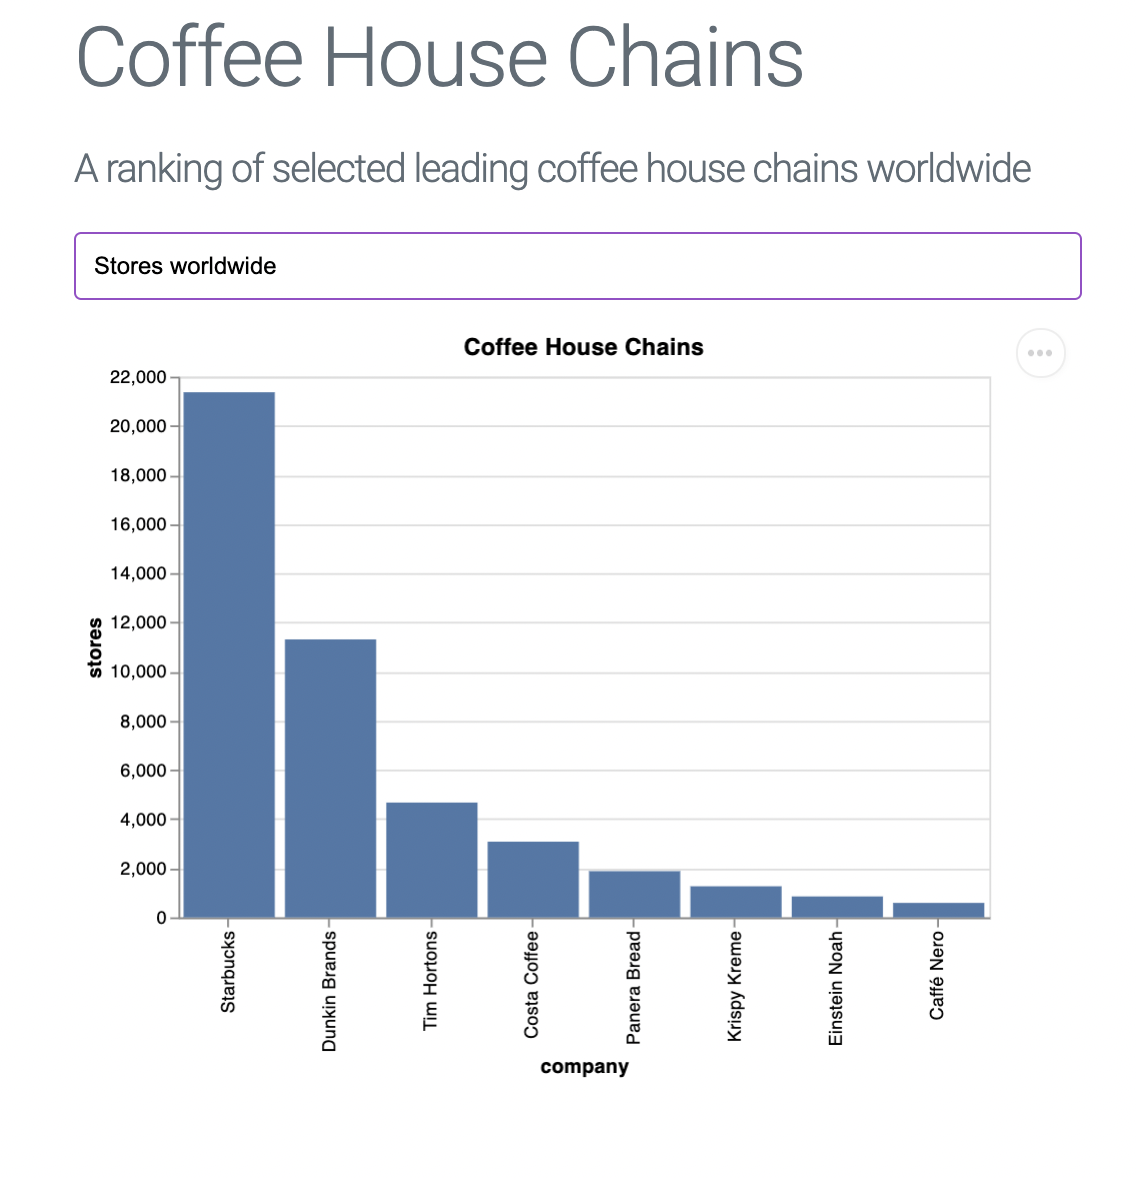 Coffee House Chains
A ranking of selected leading coffee house chains worldwide
Stores worldwide
Coffee House Chains
22,000
20,000
18,000
16,000
14,000
12,000
10,000
8,000
6,000
4,000
2,000
0
stores
Starbucks
Dunkin Brands
Tim Hortons
Costa Coffee
Panera Bread
Krispy Kreme
Einstein Noah
Caffé Nero
company